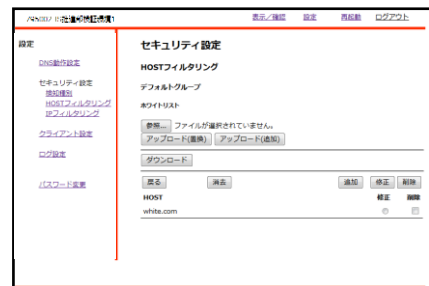 表示／確認 設定 再起動 ログアウト
設定
DNS動作設定
セキュリティ設定
検知種別
HOSTフィルタリング
IPフィルタリング
クライアント設定
ログ設定
パスワード変更
セキュリティ設定
HOSTフィルタリング
デフォルトグループ
ホワイトリスト
参照... ファイルが選択されていません。
アップロード(置換) アップロード(追加)
ダウンロード
戻る 消去 追加 修正 削除
HOST 修正 削除
white.com